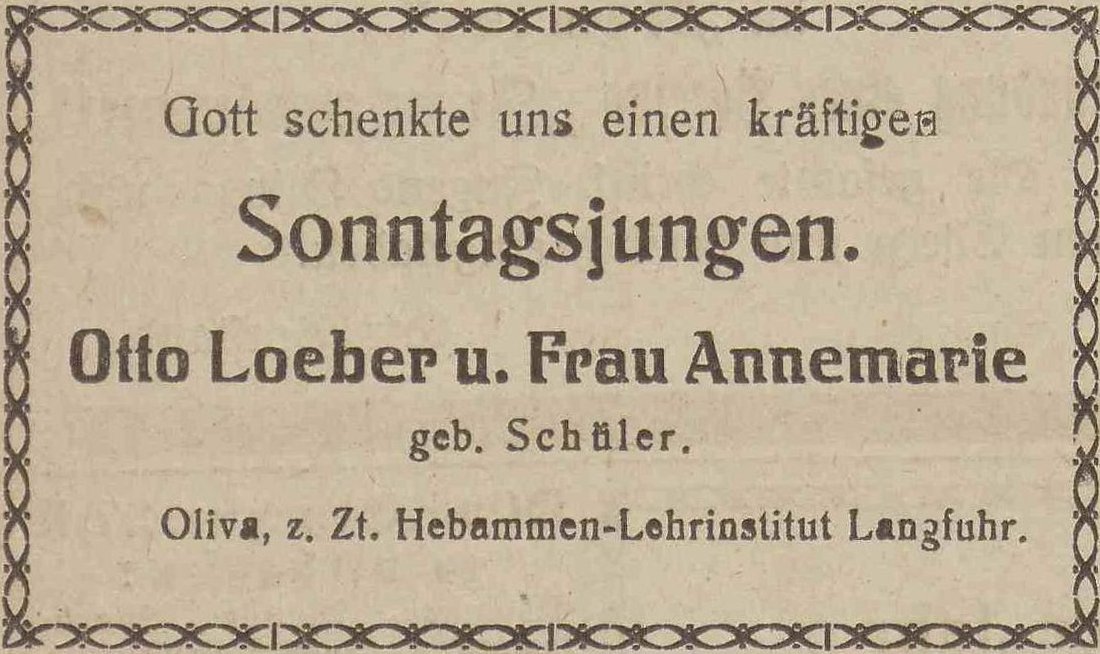 Gott schenkte uns einen kräftigen
Sonntagsjungen.
Otto Loeber u. Frau Annemarie
geb. Schüler.
Oliva, z. Zt. Hebammen-Lehrinstitut Langfuhr.